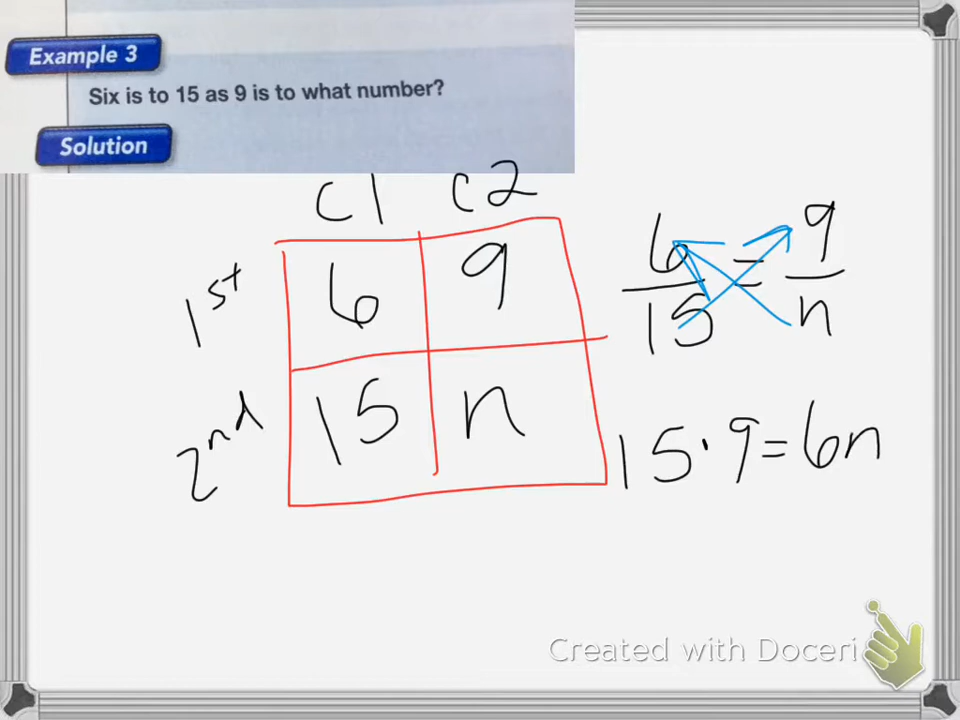 Example 3
Six is to 15 as 9 is to what number?
Solution
C1 C2
1st 6 9
2nd 15 n
6/15 = 9/n
15·9=6n
Created with Doceri